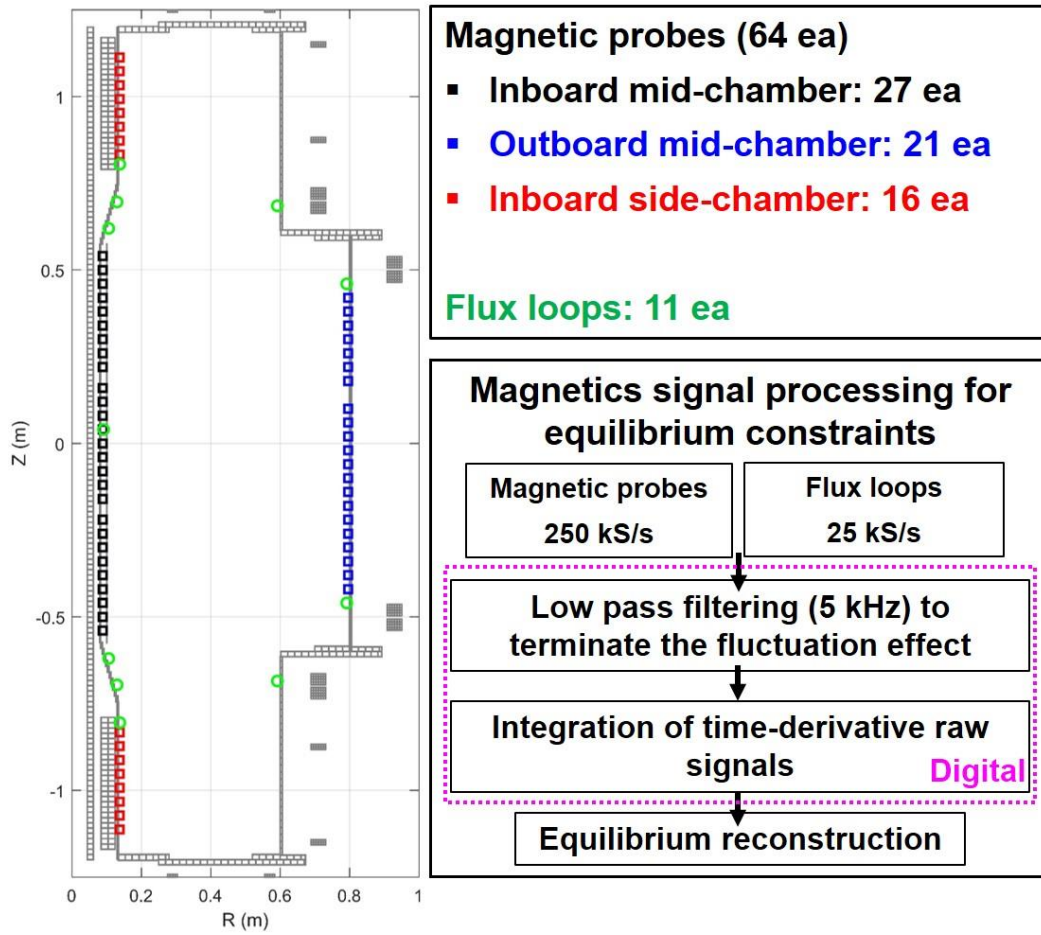 1
0.5
0
-0.5
-1
Z (m)
0
0.2
0.4
0.6
0.8
1
R (m)
Magnetic probes (64 ea)
▪ Inboard mid-chamber: 27 ea
▪ Outboard mid-chamber: 21 ea
▪ Inboard side-chamber: 16 ea
Flux loops: 11 ea
Magnetics signal processing for
equilibrium constraints
Magnetic probes
250 kS/s
Flux loops
25 kS/s
Low pass filtering (5 kHz) to
terminate the fluctuation effect
Integration of time-derivative raw
signals
Digital
Equilibrium reconstruction